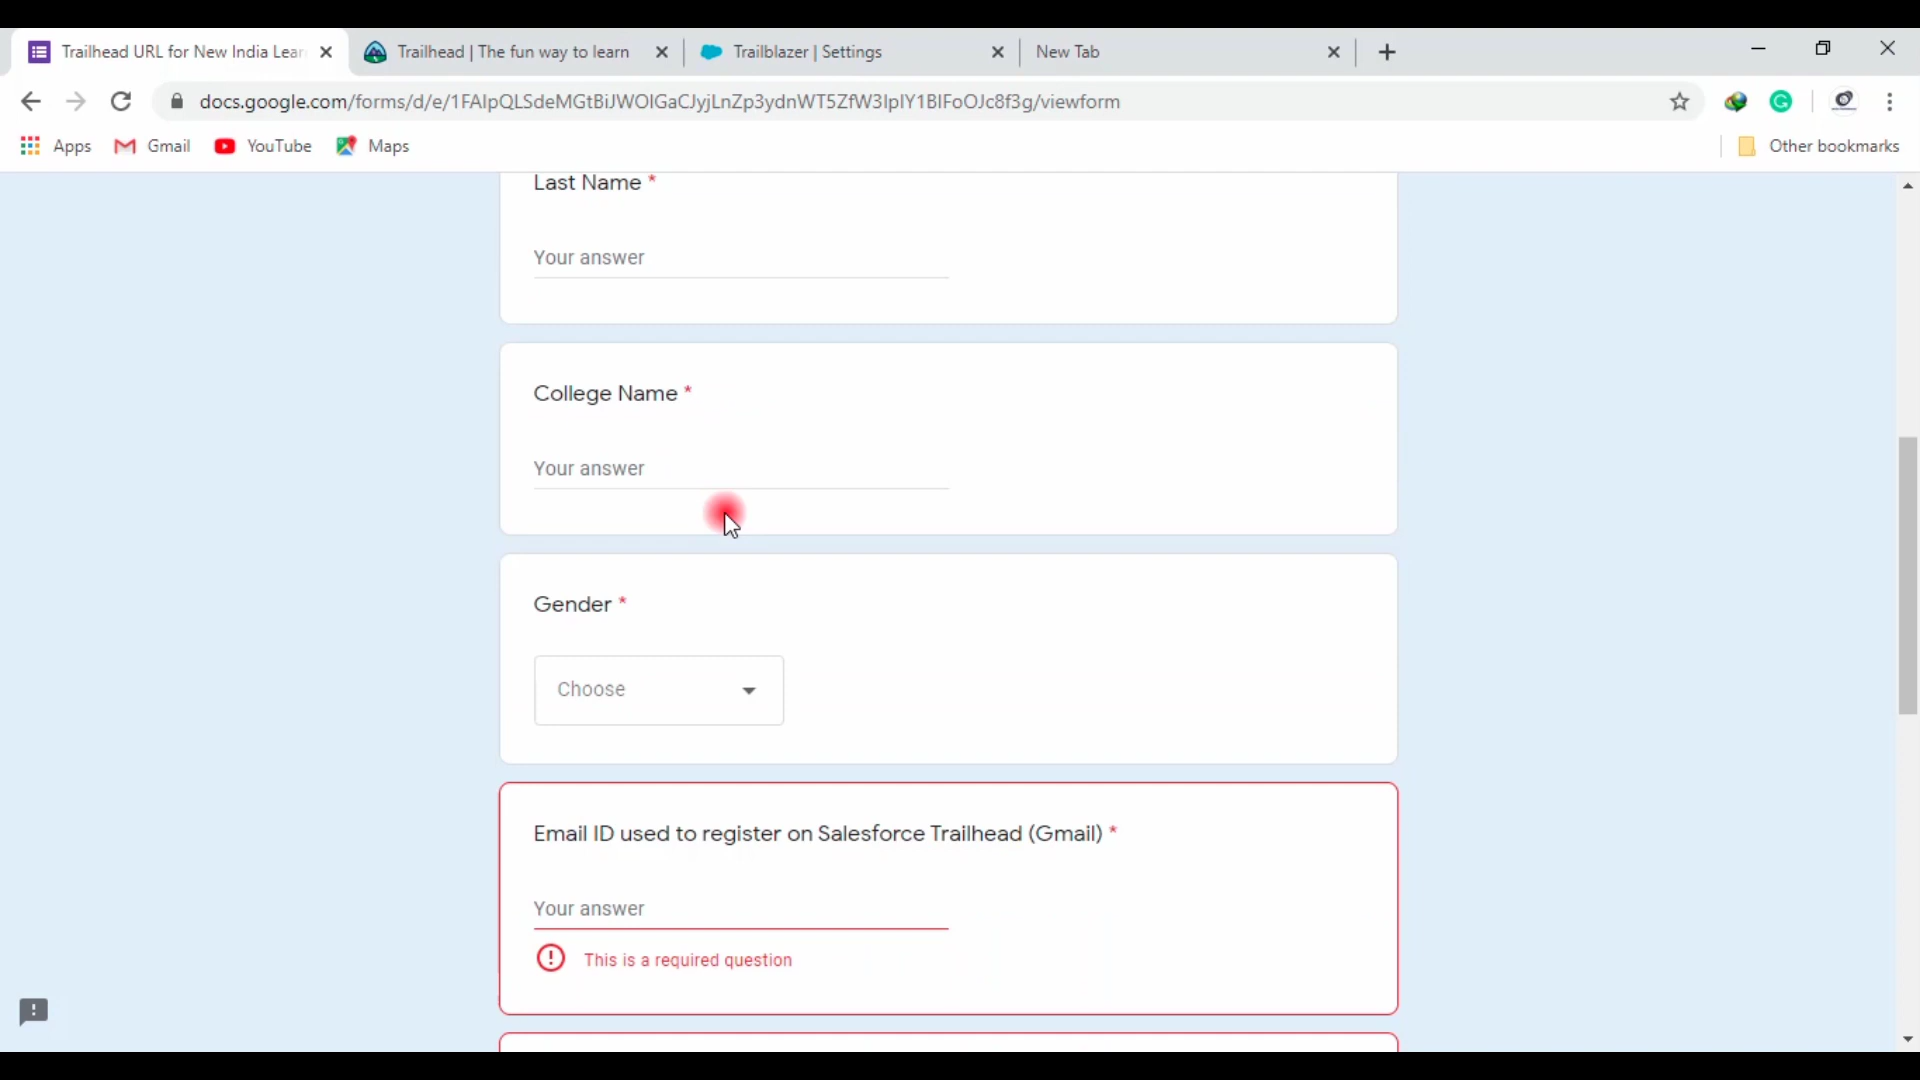 Trailhead URL for New India Lear
Trailhead | The fun way to learn
Trailblazer | Settings
New Tab
docs.google.com/forms/d/e/1FAIpQLSdeMGtBiJWOIGaCJyjLnZp3ydnWT5ZfW3IpIY1BIFoOJc8f3g/viewform
Apps
Gmail
YouTube
Maps
Other bookmarks
Last Name *
Your answer
College Name *
Your answer
Gender *
Choose
Email ID used to register on Salesforce Trailhead (Gmail) *
Your answer
This is a required question